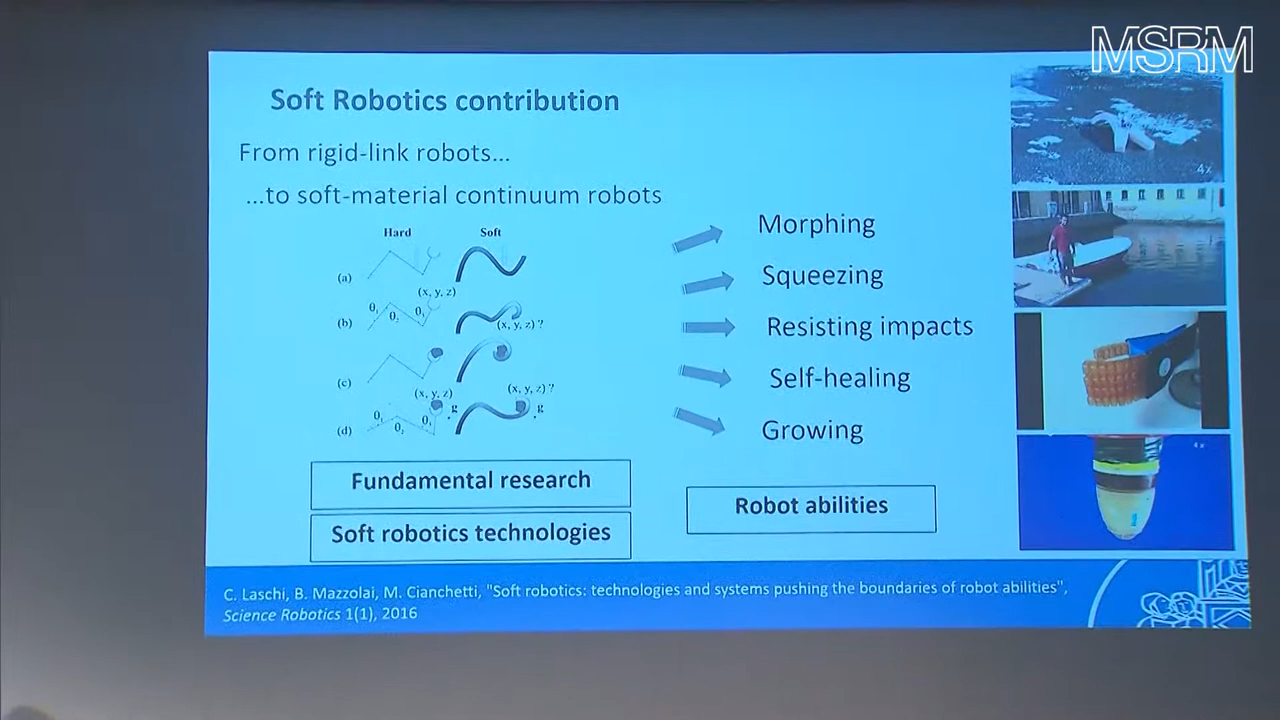 MSRM
Soft Robotics contribution
From rigid-link robots...
...to soft-material continuum robots
Hard
Soft
(a)
(x, y, z)
(b)
θ,
θ,
θ,
(x, y, z) ?
(c)
(x, y, z)
(x, y, z) ?
(d)
θ,
θ,
θ,
.g
.g
Morphing
Squeezing
Resisting impacts
Self-healing
Growing
Fundamental research
Soft robotics technologies
Robot abilities
4x
4x
C. Laschi, B. Mazzolai, M. Cianchetti, "Soft robotics: technologies and systems pushing the boundaries of robot abilities",
Science Robotics 1(1), 2016